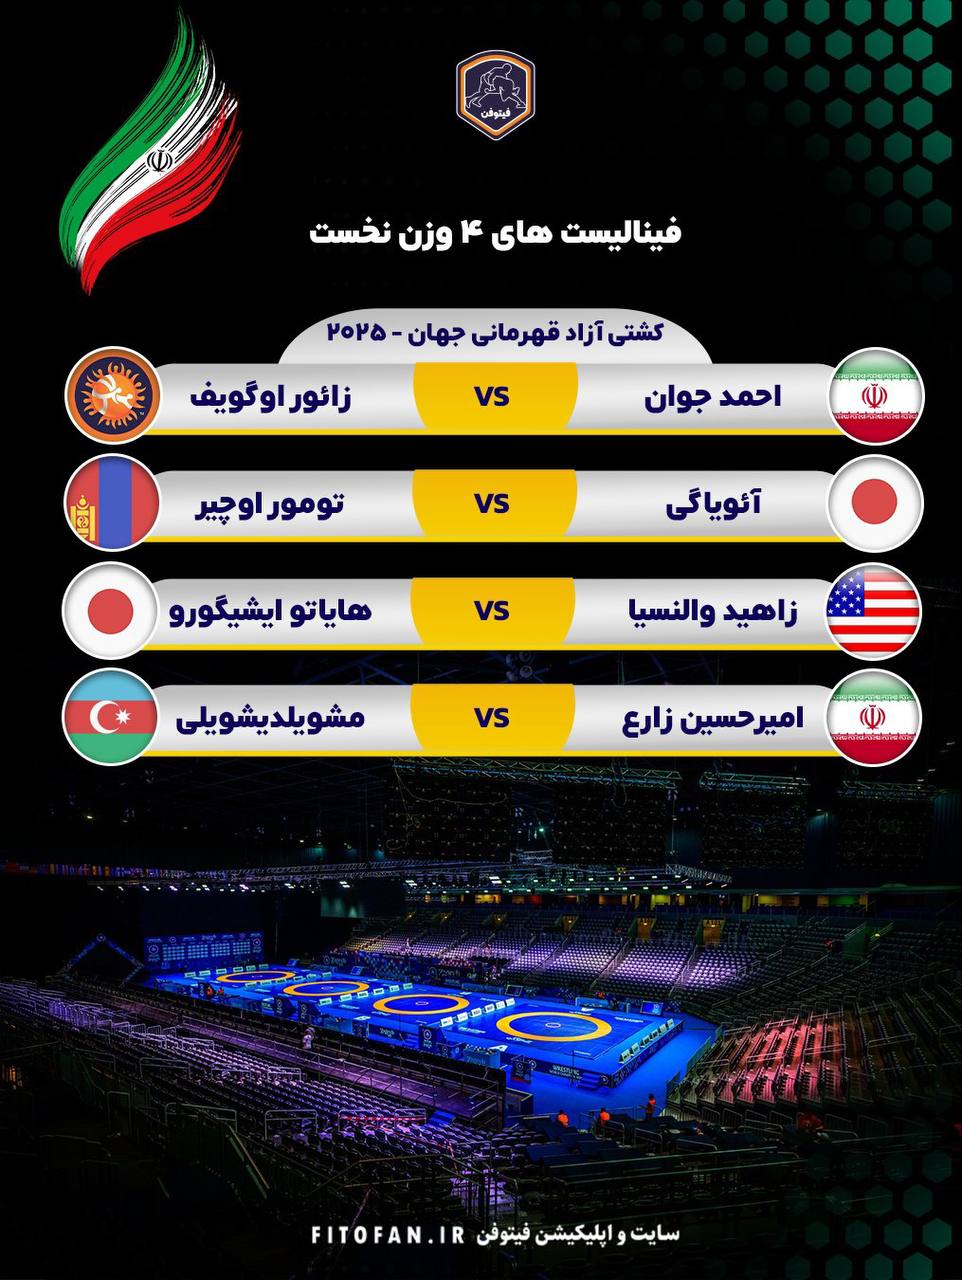 فیتوفن
فینالیست های ۴ وزن نخست
کشتی آزاد قهرمانی جهان - ۲۰۲۵
احمد جوان VS زائور اوگویف
آئویاگی VS تومور اوچیر
زاهید والنسیا VS هایاتو ایشیگورو
امیرحسین زارع VS مشویلدیشویلی
WRESTLING
سایت و اپلیکیشن فیتوفن FITOFAN.IR